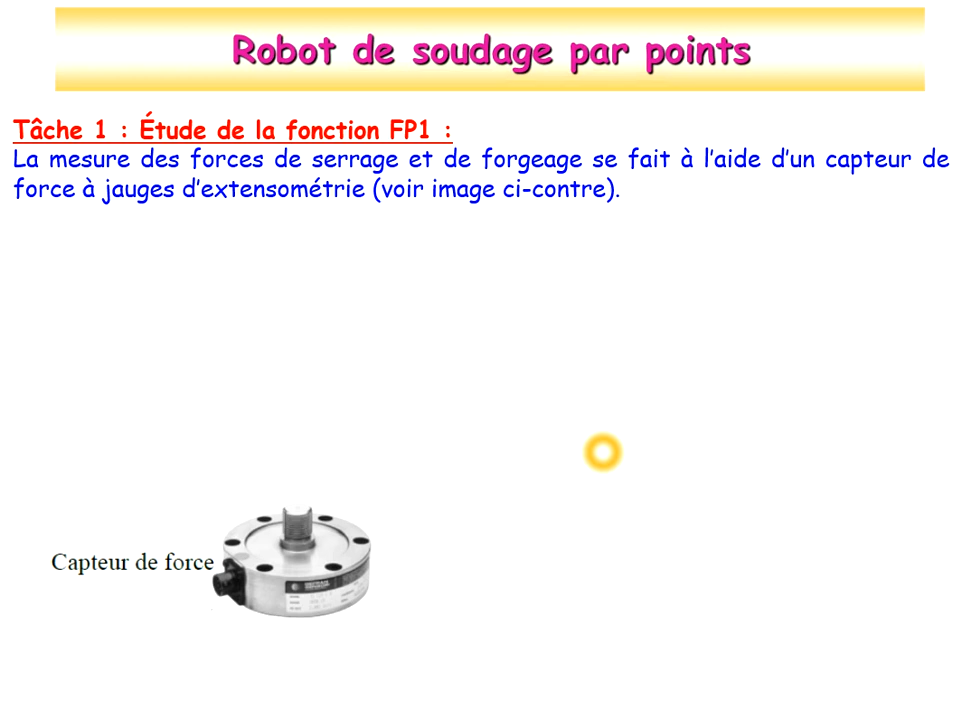 Robot de soudage par points
Tâche 1 : Étude de la fonction FP1 :
La mesure des forces de serrage et de forgeage se fait à l’aide d’un capteur de
force à jauges d’extensométrie (voir image ci-contre).
Capteur de force